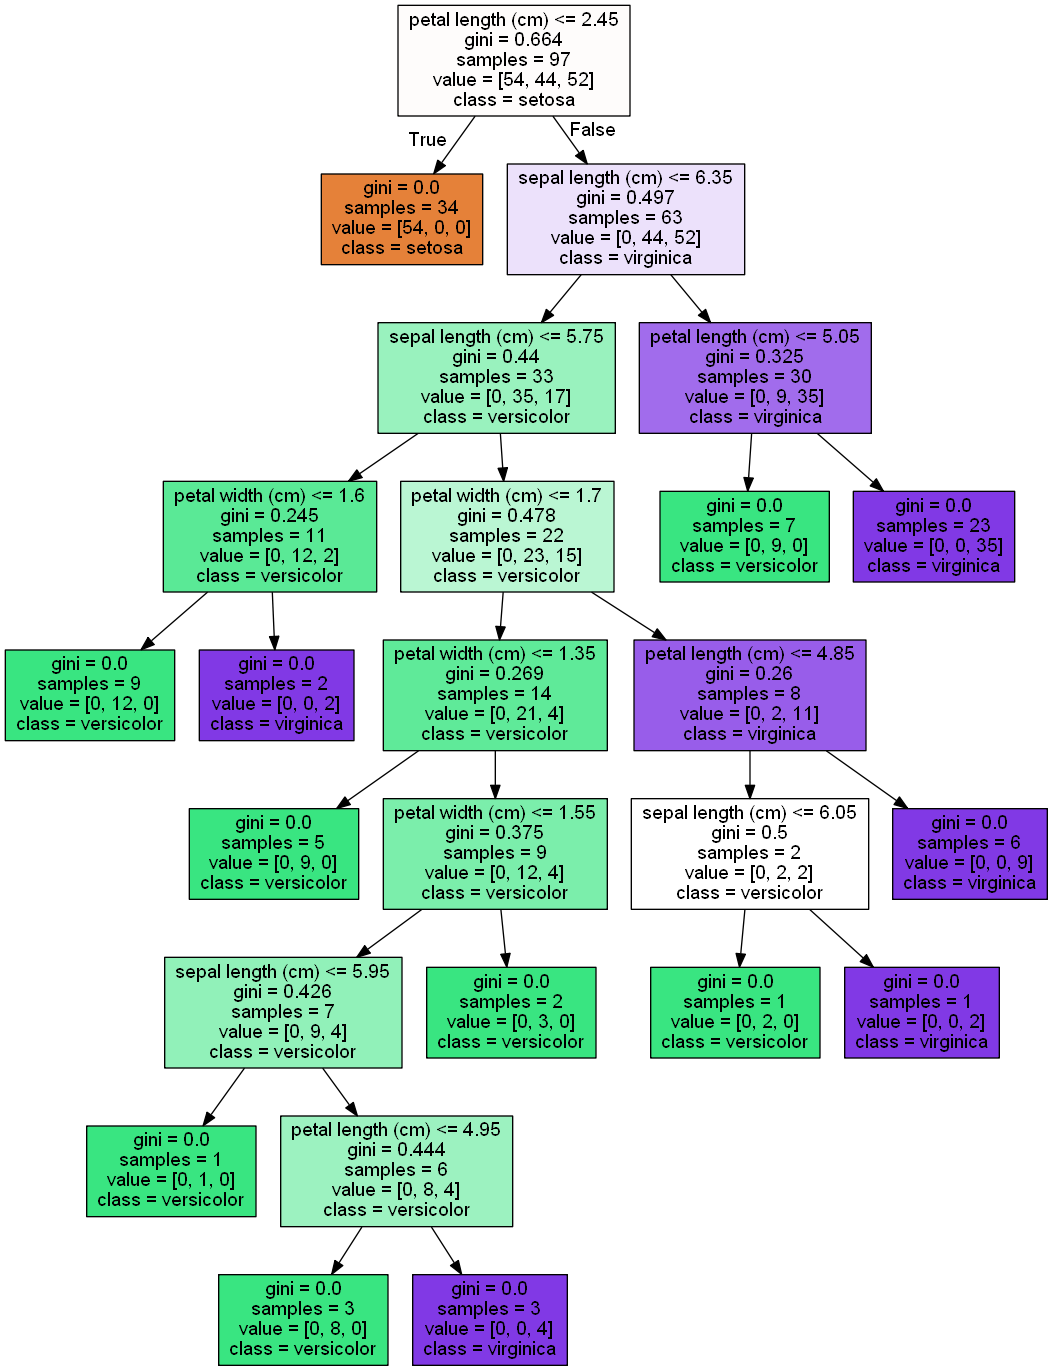 petal length (cm) <= 2.45
gini = 0.664
samples = 97
value = [54, 44, 52]
class = setosa
True
False
gini = 0.0
samples = 34
value = [54, 0, 0]
class = setosa
sepal length (cm) <= 6.35
gini = 0.497
samples = 63
value = [0, 44, 52]
class = virginica
sepal length (cm) <= 5.75
gini = 0.44
samples = 33
value = [0, 35, 17]
class = versicolor
petal length (cm) <= 5.05
gini = 0.325
samples = 30
value = [0, 9, 35]
class = virginica
petal width (cm) <= 1.6
gini = 0.245
samples = 11
value = [0, 12, 2]
class = versicolor
petal width (cm) <= 1.7
gini = 0.478
samples = 22
value = [0, 23, 15]
class = versicolor
gini = 0.0
samples = 7
value = [0, 9, 0]
class = versicolor
gini = 0.0
samples = 23
value = [0, 0, 35]
class = virginica
gini = 0.0
samples = 9
value = [0, 12, 0]
class = versicolor
gini = 0.0
samples = 2
value = [0, 0, 2]
class = virginica
petal width (cm) <= 1.35
gini = 0.269
samples = 14
value = [0, 21, 4]
class = versicolor
petal length (cm) <= 4.85
gini = 0.26
samples = 8
value = [0, 2, 11]
class = virginica
gini = 0.0
samples = 5
value = [0, 9, 0]
class = versicolor
petal width (cm) <= 1.55
gini = 0.375
samples = 9
value = [0, 12, 4]
class = versicolor
sepal length (cm) <= 6.05
gini = 0.5
samples = 2
value = [0, 2, 2]
class = versicolor
gini = 0.0
samples = 6
value = [0, 0, 9]
class = virginica
sepal length (cm) <= 5.95
gini = 0.426
samples = 7
value = [0, 9, 4]
class = versicolor
gini = 0.0
samples = 2
value = [0, 3, 0]
class = versicolor
gini = 0.0
samples = 1
value = [0, 2, 0]
class = versicolor
gini = 0.0
samples = 1
value = [0, 0, 2]
class = virginica
gini = 0.0
samples = 1
value = [0, 1, 0]
class = versicolor
petal length (cm) <= 4.95
gini = 0.444
samples = 6
value = [0, 8, 4]
class = versicolor
gini = 0.0
samples = 3
value = [0, 8, 0]
class = versicolor
gini = 0.0
samples = 3
value = [0, 0, 4]
class = virginica